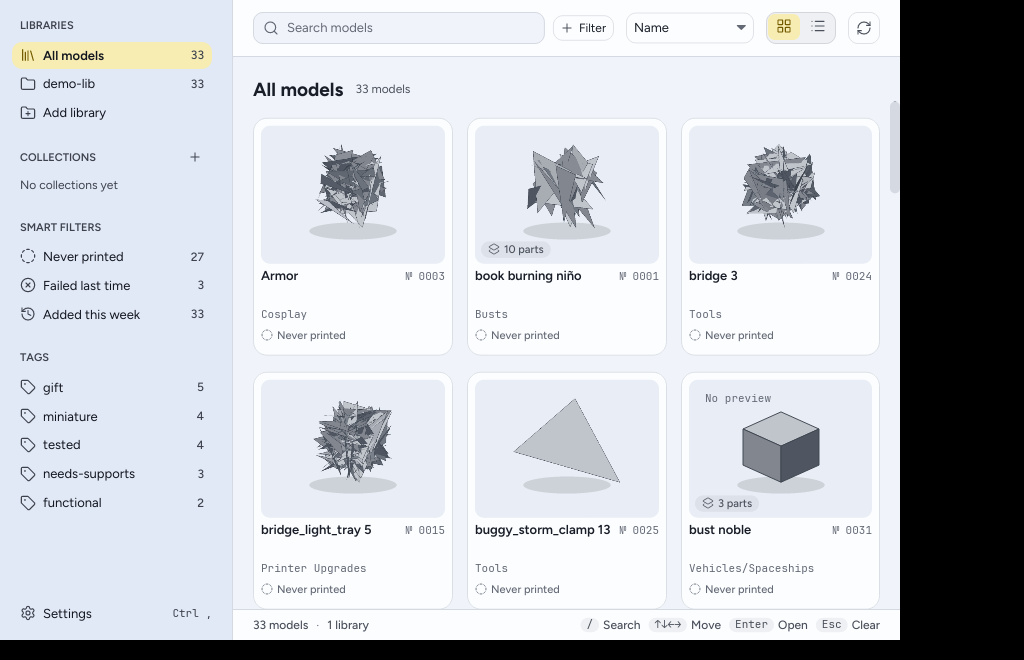 LIBRARIES
All models 33
demo-lib 33
Add library
COLLECTIONS
No collections yet
SMART FILTERS
Never printed 27
Failed last time 3
Added this week 33
TAGS
gift 5
miniature 4
tested 4
needs-supports 3
functional 2
Settings Ctrl ,
Search models
Filter
Name
All models 33 models
10 parts
Armor № 0003
book burning niño № 0001
bridge 3 № 0024
Cosplay
Busts
Tools
Never printed
Never printed
Never printed
No preview
3 parts
bridge_light_tray 5 № 0015
buggy_storm_clamp 13 № 0025
bust noble № 0031
Printer Upgrades
Tools
Vehicles/Spaceships
Never printed
Never printed
Never printed
33 models · 1 library
/ Search ↑↓←→ Move Enter Open Esc Clear